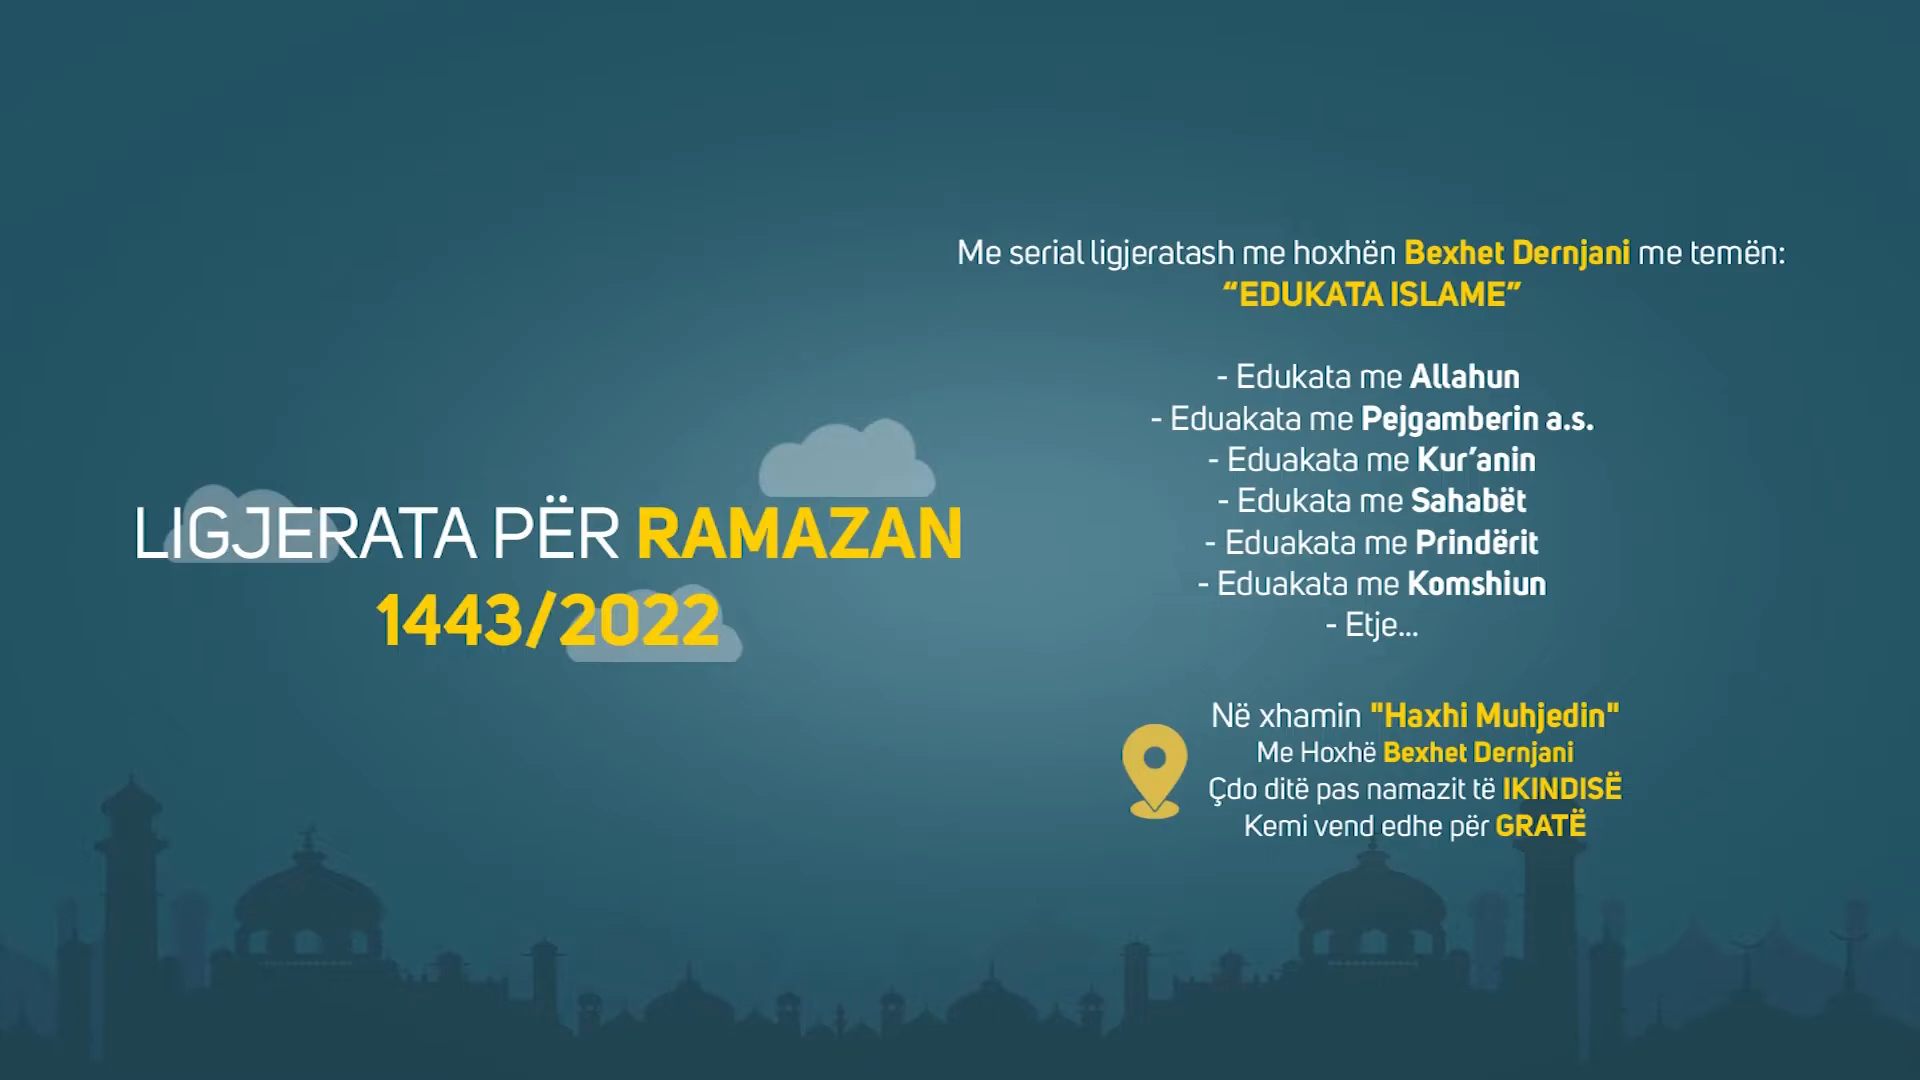 LIGJERATA PËR RAMAZAN
1443/2022
Me serial ligjeratash me hoxhën Bexhet Dernjani me temën:
“EDUKATA ISLAME”
- Edukata me Allahun
- Eduakata me Pejgamberin a.s.
- Eduakata me Kur’anin
- Edukata me Sahabët
- Eduakata me Prindërit
- Eduakata me Komshiun
- Etje...
Në xhamin "Haxhi Muhjedin"
Me Hoxhë Bexhet Dernjani
Çdo ditë pas namazit të IKINDISË
Kemi vend edhe për GRATË